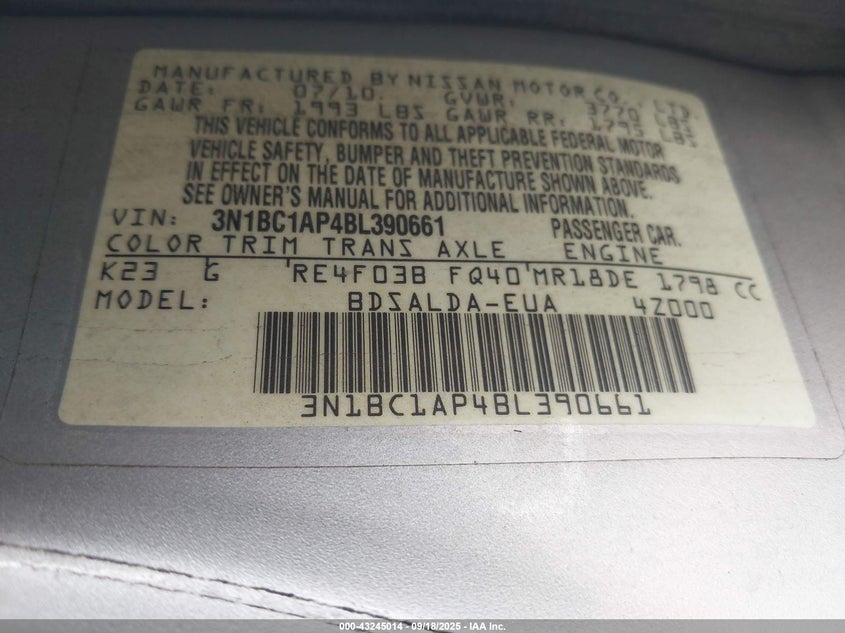 MANUFACTURED BY NISSAN MOTOR CO., LTD.
DATE: 07/10 GVWR: 3770 LBS
GAWR FR: 1993 LBS GAWR RR: 1795 LBS
THIS VEHICLE CONFORMS TO ALL APPLICABLE FEDERAL MOTOR
VEHICLE SAFETY, BUMPER AND THEFT PREVENTION STANDARDS
IN EFFECT ON THE DATE OF MANUFACTURE SHOWN ABOVE.
SEE OWNER'S MANUAL FOR ADDITIONAL INFORMATION.
VIN: 3N1BC1AP4BL390661 PASSENGER CAR.
COLOR TRIM TRANS AXLE ENGINE
K23 G RE4F03B FQ40 MR18DE 1798 CC
MODEL: BDSALDA-EUA 4Z000
3N1BC1AP4BL390661
000-43245014 - 09/18/2025 - IAA Inc.